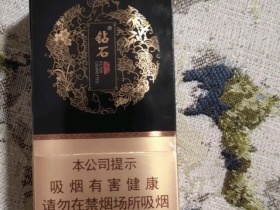 钻石
本公司提示
吸烟有害健康
请勿在禁烟场所吸烟